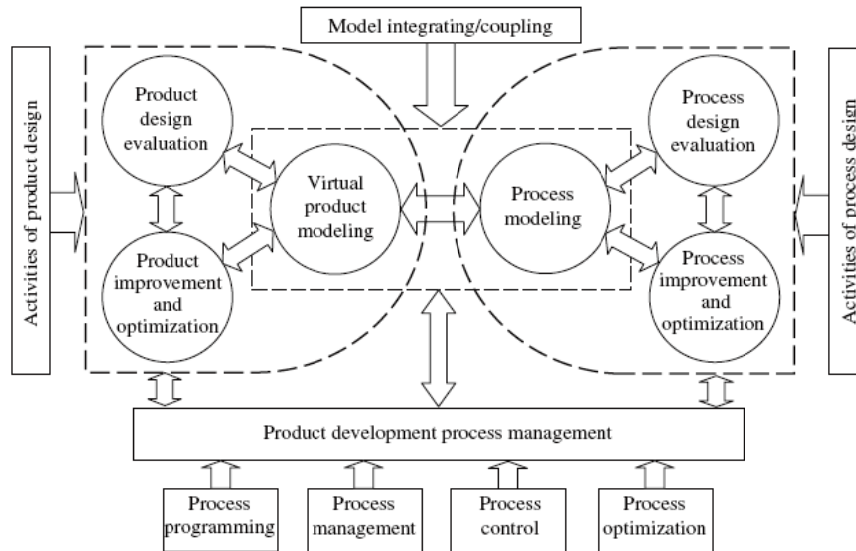 Model integrating/coupling
Activities of product design
Product
design
evaluation
Product
improvement
and
optimization
Virtual
product
modeling
Process
modeling
Process
design
evaluation
Process
improvement
and
optimization
Activities of process design
Product development process management
Process
programming
Process
management
Process
control
Process
optimization